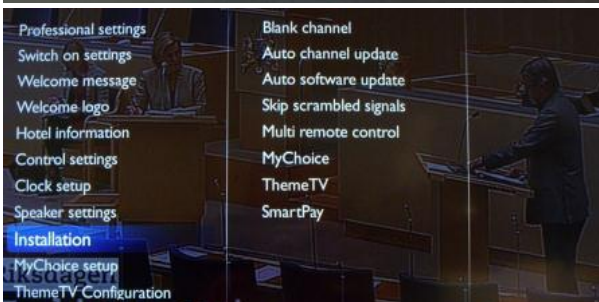 Professional settings
Switch on settings
Welcome message
Welcome logo
Hotel information
Control settings
Clock setup
Speaker settings
Installation
MyChoice setup
ThemeTV Configuration
Blank channel
Auto channel update
Auto software update
Skip scrambled signals
Multi remote control
MyChoice
ThemeTV
SmartPay
iksdagen